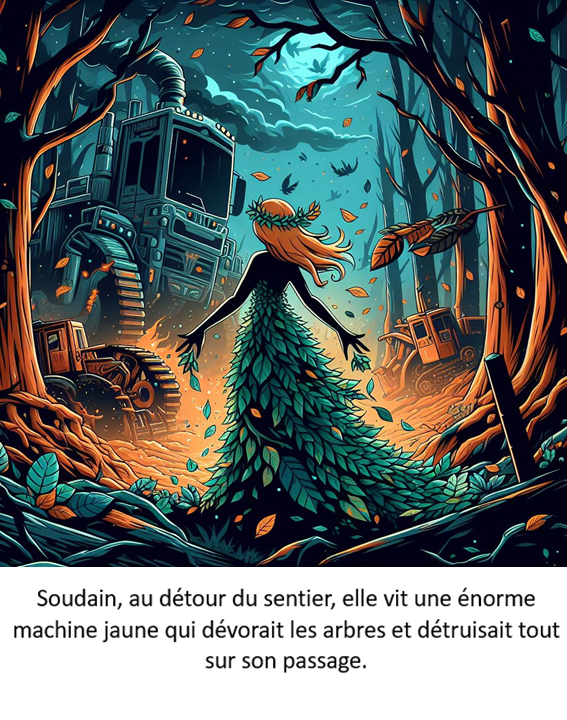 Soudain, au détour du sentier, elle vit une énorme
machine jaune qui dévorait les arbres et détruisait tout
sur son passage.